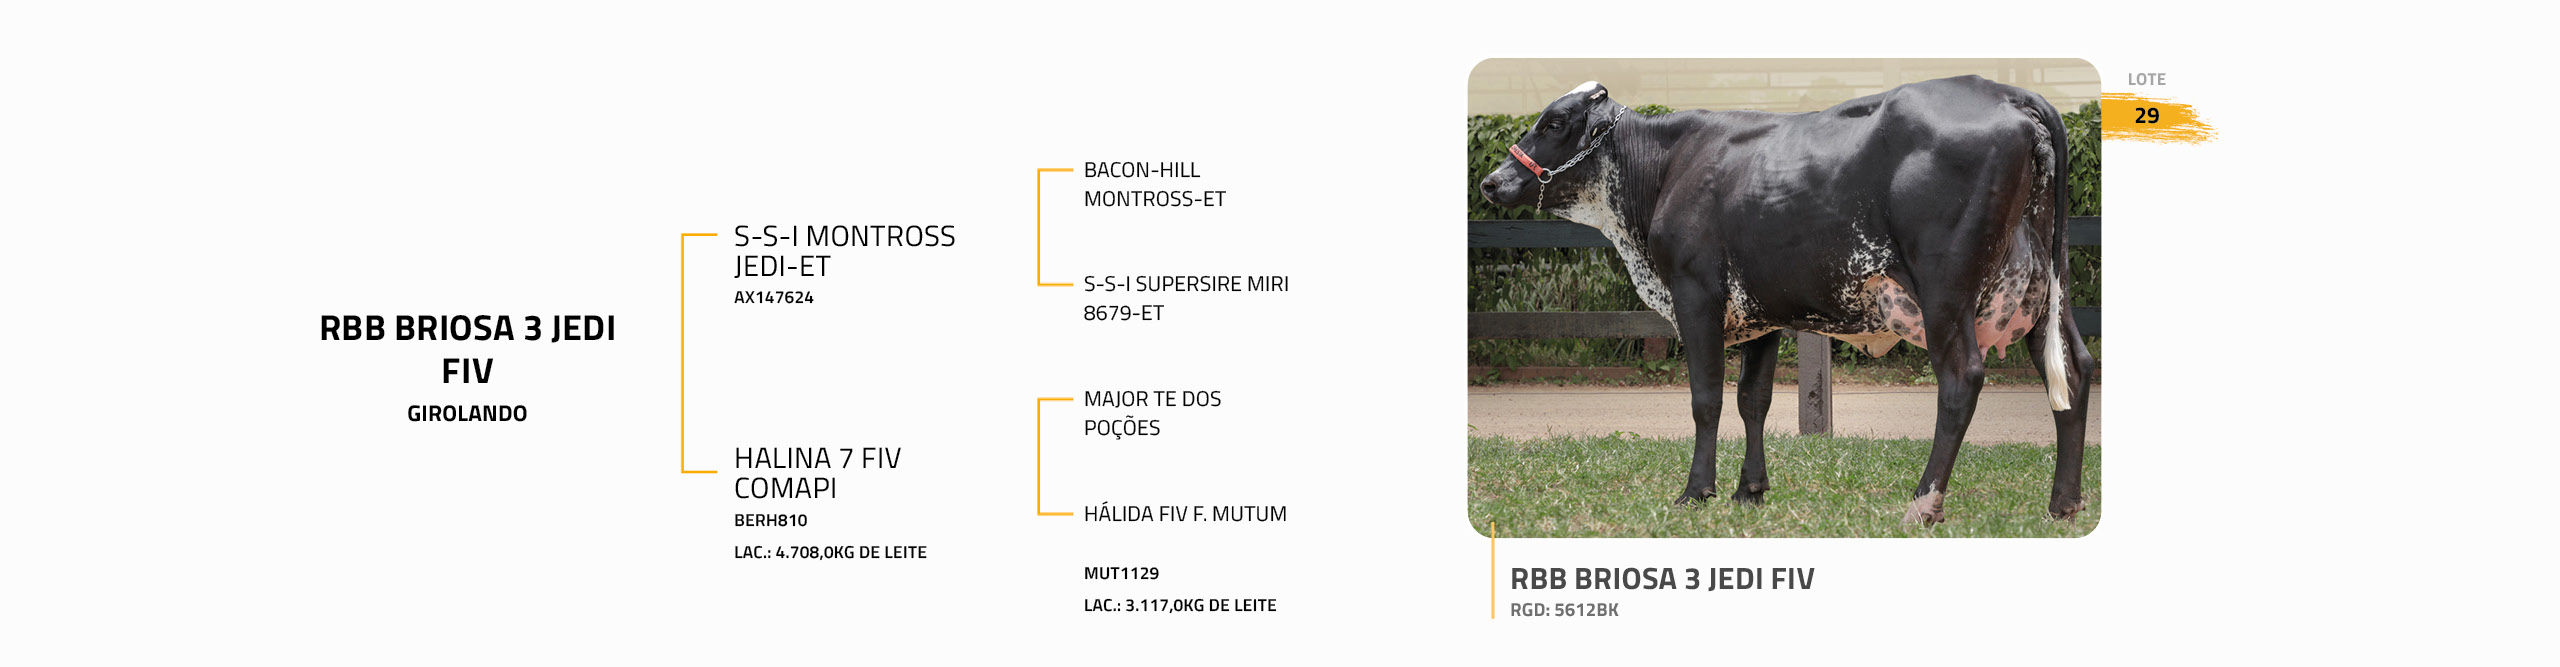 RBB BRIOSA 3 JEDI
FIV
GIROLANDO
S-S-I MONTROSS
JEDI-ET
AX147624
HALINA 7 FIV
COMAPI
BERH810
LAC.: 4.708,0KG DE LEITE
BACON-HILL
MONTROSS-ET
S-S-I SUPERSIRE MIRI
8679-ET
MAJOR TE DOS
POÇÕES
HÁLIDA FIV F. MUTUM
MUT1129
LAC.: 3.117,0KG DE LEITE
LOTE
29
RBB BRIOSA 3 JEDI FIV
RGD: 5612BK